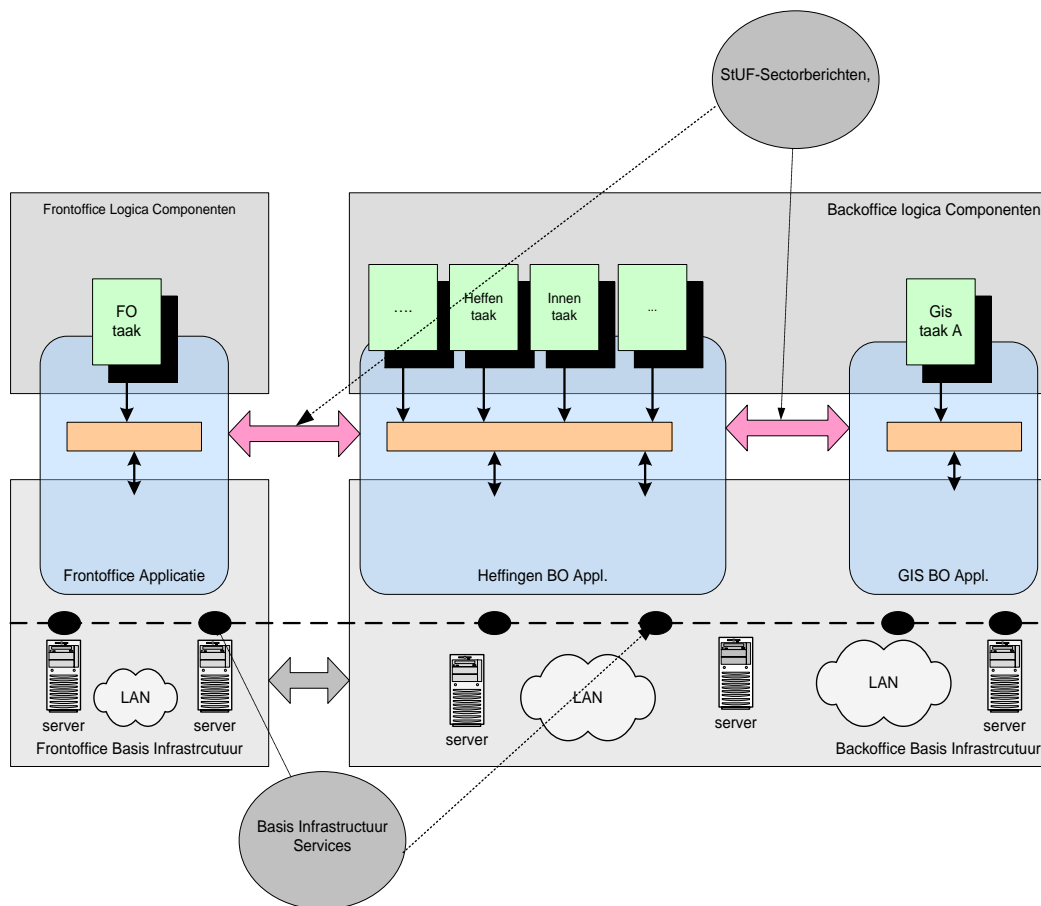 StUF-Sectorberichten,
Frontoffice Logica Componenten
Backoffice logica Componenten
FO
taak
....
Heffen
taak
Innen
taak
...
Gis
taak A
Frontoffice Applicatie
Heffingen BO Appl.
GIS BO Appl.
LAN
LAN
LAN
server
server
server
server
server
Frontoffice Basis Infrastrcutuur
Backoffice Basis Infrastrcutuur
Basis Infrastructuur
Services